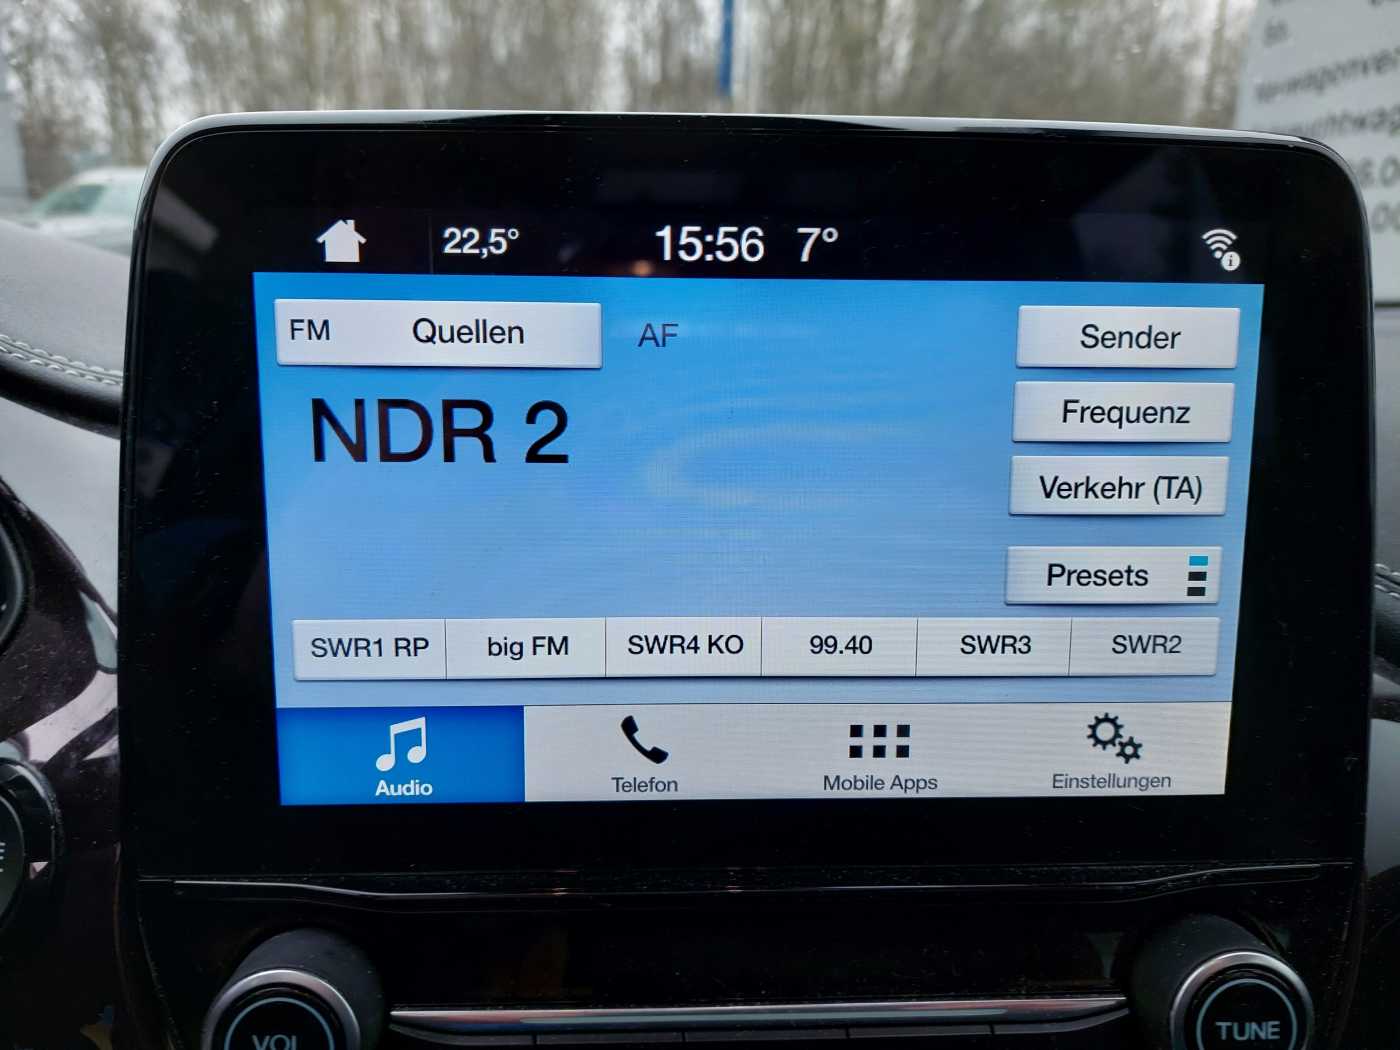 22,5°
15:56 7°
FM Quellen
AF
Sender
NDR 2
Frequenz
Verkehr (TA)
Presets
SWR1 RP
big FM
SWR4 KO
99.40
SWR3
SWR2
Audio
Telefon
Mobile Apps
Einstellungen
VOL
TUNE